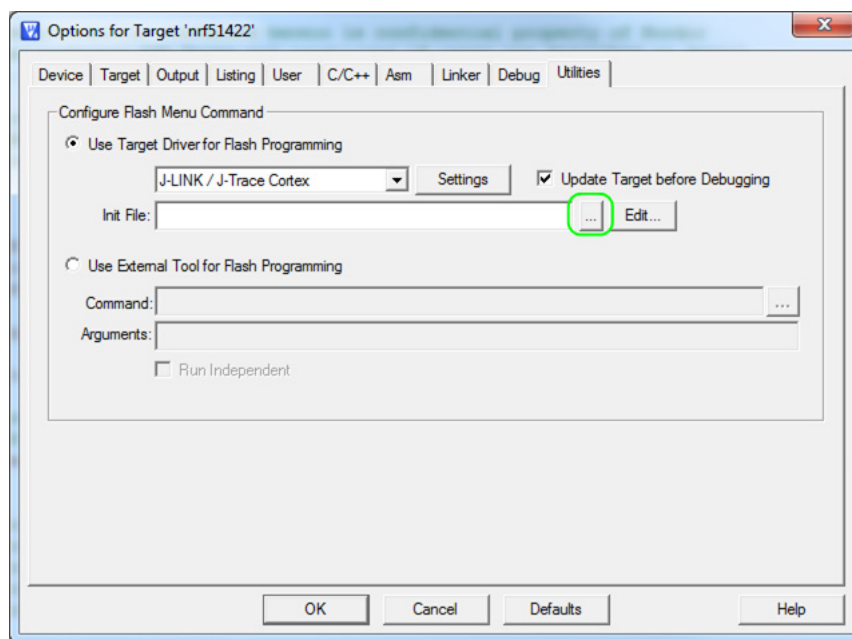 Options for Target 'nrf51422'
Device Target Output Listing User C/C++ Asm Linker Debug Utilities
Configure Flash Menu Command
Use Target Driver for Flash Programming
J-LINK / J-Trace Cortex Settings Update Target before Debugging
Init File: ... Edit...
Use External Tool for Flash Programming
Command: ...
Arguments:
Run Independent
OK Cancel Defaults Help